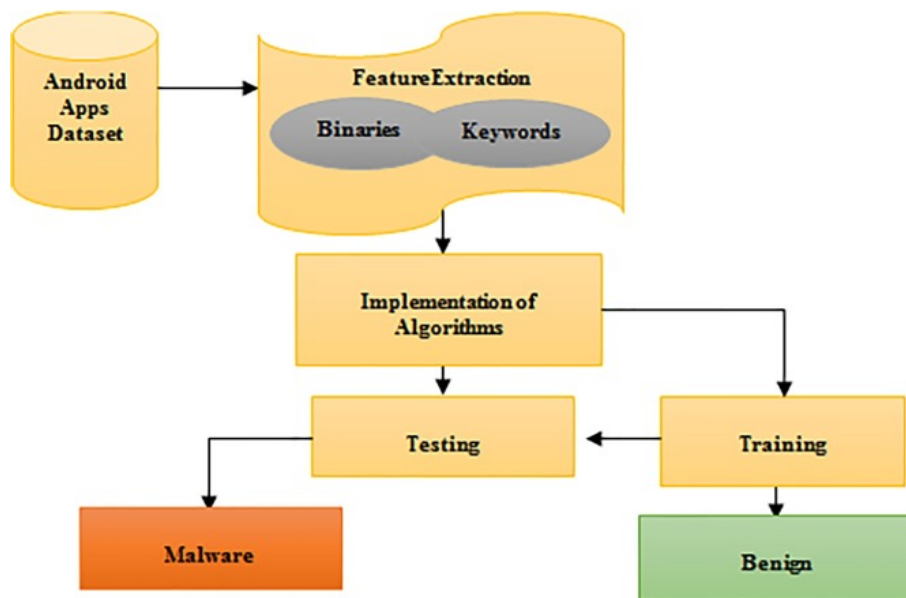 Android
Apps
Dataset
FeatureExtraction
Binaries
Keywords
Implementation of
Algorithms
Testing
Training
Malware
Benign